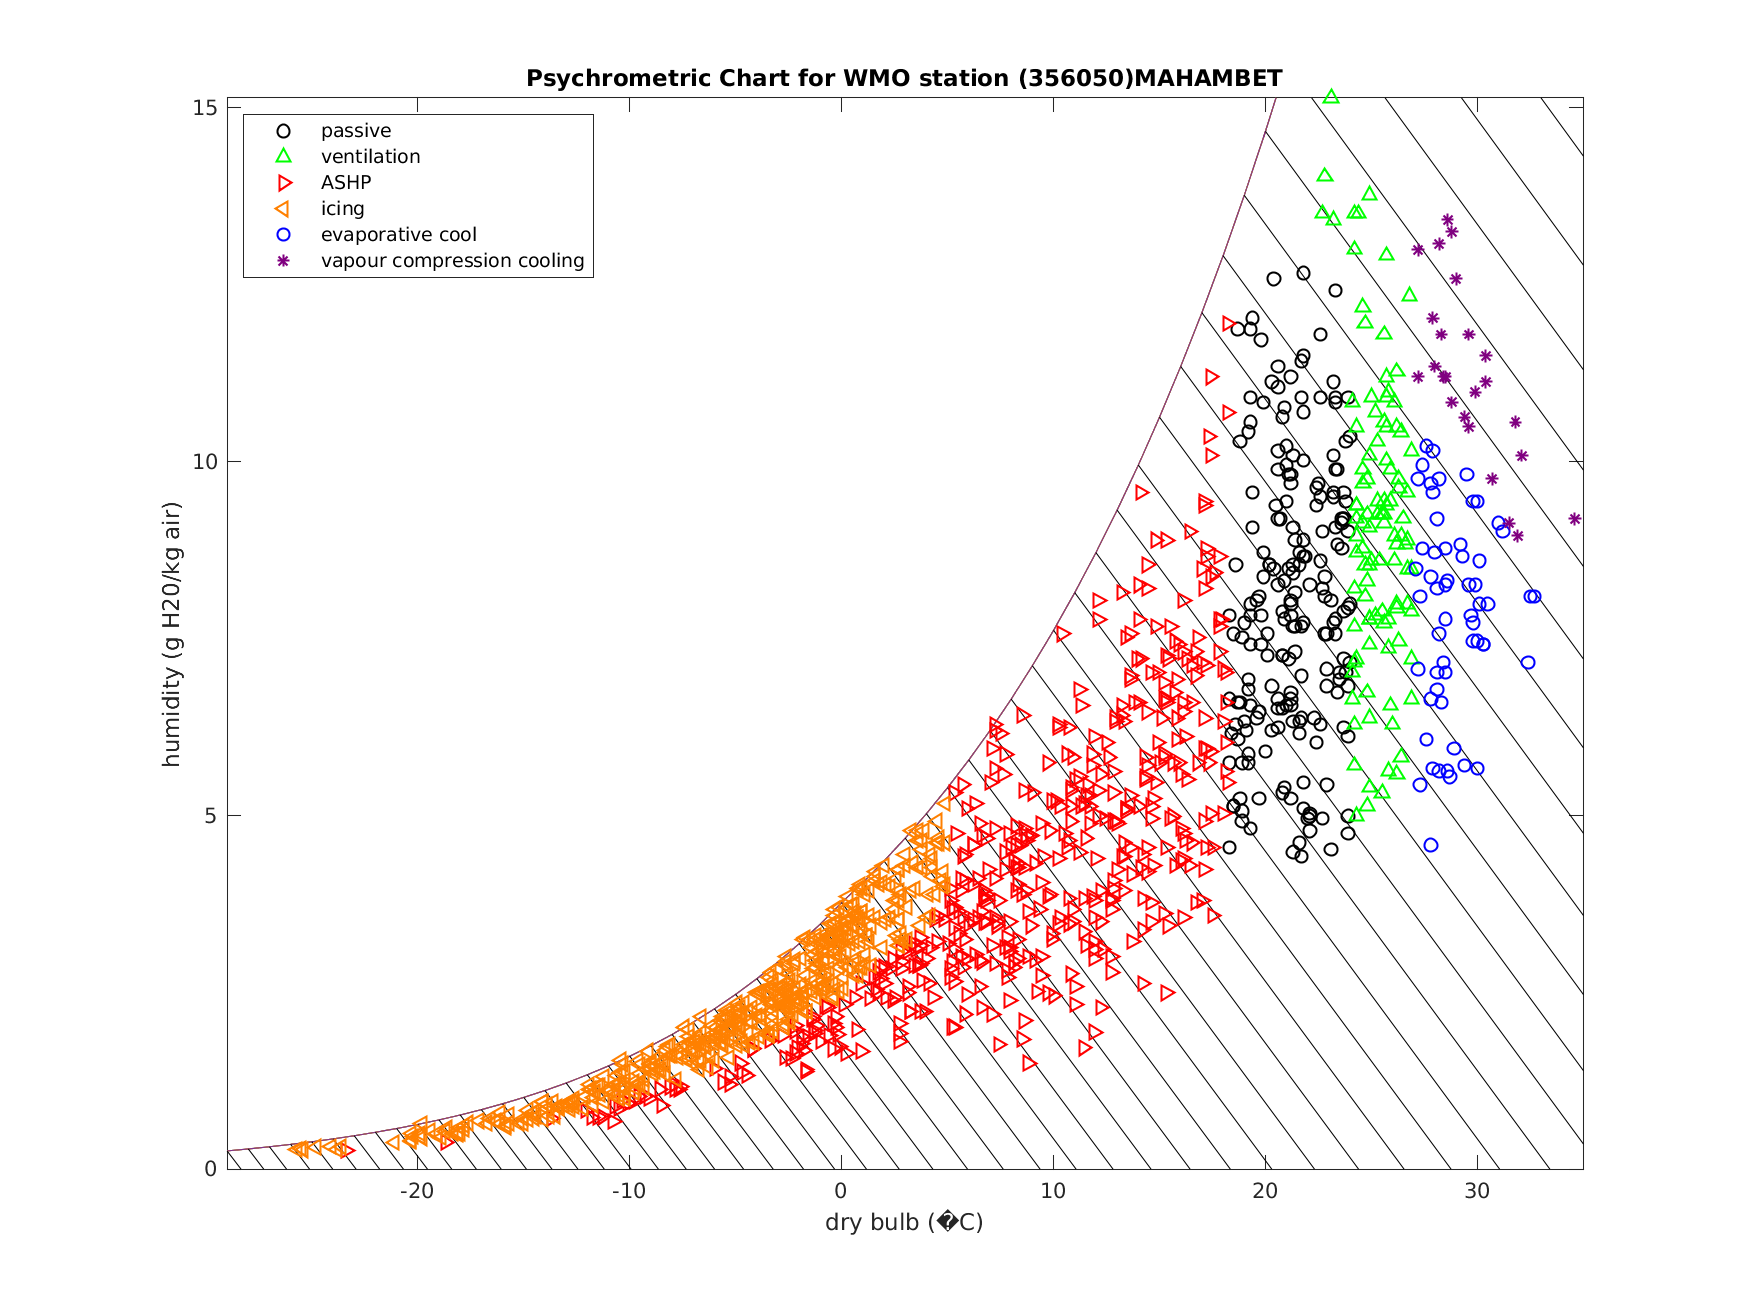 Psychrometric Chart for WMO station (356050)MAHAMBET
passive
ventilation
ASHP
icing
evaporative cool
vapour compression cooling
15
10
5
0
humidity (g H20/kg air)
-20 -10 0 10 20 30
dry bulb (�C)